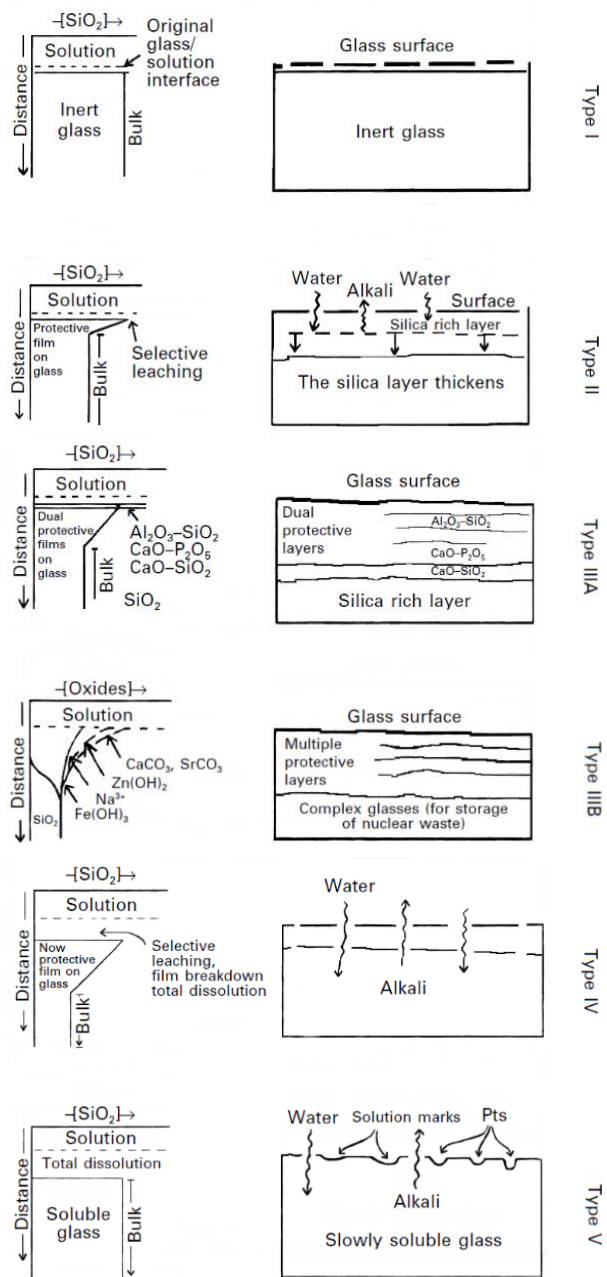 –[SiO₂]→
Solution
Original
glass/
solution
interface
Distance
Inert
glass
Bulk
Glass surface
Inert glass
Type I
–[SiO₂]→
Solution
Protective
film on
glass
Distance
Bulk
Selective
leaching
Water
Alkali
Water
Surface
Silica rich layer
The silica layer thickens
Type II
–[SiO₂]→
Solution
Dual
protective
films on
glass
Distance
Bulk
Al₂O₃–SiO₂
CaO–P₂O₅
CaO–SiO₂
SiO₂
Glass surface
Dual
protective
layers
Al₂O₃–SiO₂
CaO–P₂O₅
CaO–SiO₂
Silica rich layer
Type IIIA
–[Oxides]→
Solution
Distance
CaCO₃, SrCO₃
Zn(OH)₂
Na³⁺
Fe(OH)₃
SiO₂
Glass surface
Multiple
protective
layers
Complex glasses (for storage
of nuclear waste)
Type IIIB
–[SiO₂]→
Solution
Now
protective
film on
glass
Distance
Bulk
Selective
leaching,
film breakdown
total dissolution
Water
Alkali
Type IV
–[SiO₂]→
Solution
Total dissolution
Distance
Soluble
glass
Bulk
Water
Solution marks
Pts
Alkali
Slowly soluble glass
Type V